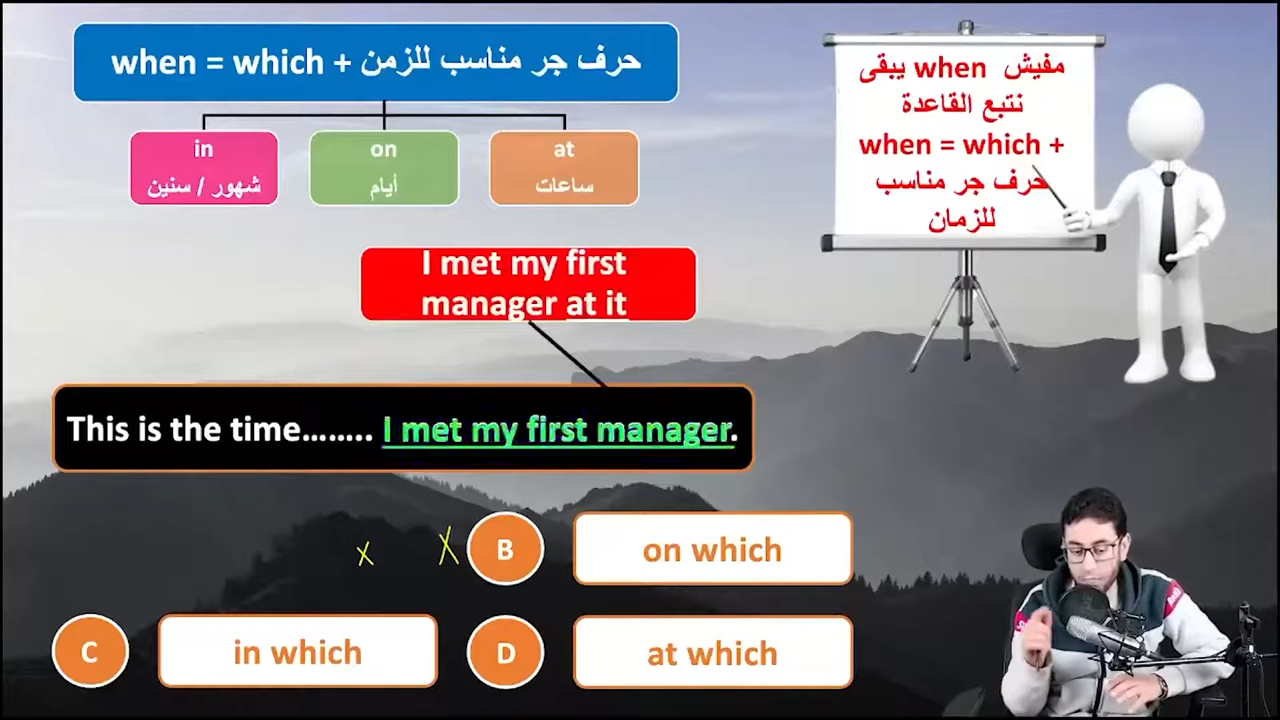 when = which + حرف جر مناسب للزمن
in
شهور / سنين
on
أيام
at
ساعات
مفيش when يبقى
نتبع القاعدة
when = which +
حرف جر مناسب
للزمان
I met my first
manager at it
This is the time…….. I met my first manager.
B
on which
C
in which
D
at which